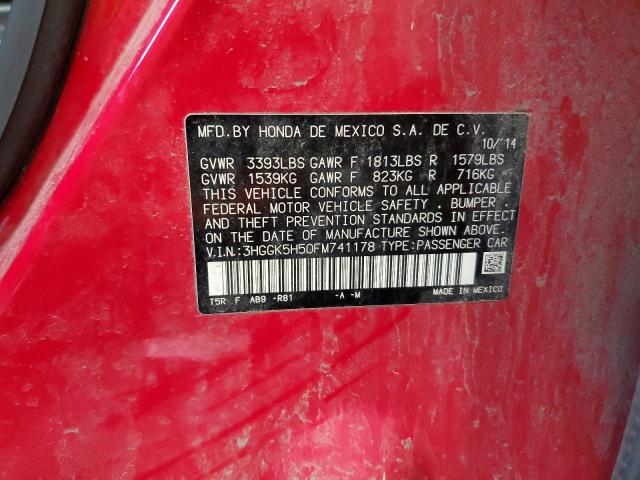 MFD.BY HONDA DE MEXICO S.A. DE C.V.
10/'14
GVWR 3393LBS GAWR F 1813LBS R 1579LBS
GVWR 1539KG GAWR F 823KG R 716KG
THIS VEHICLE CONFORMS TO ALL APPLICABLE
FEDERAL MOTOR VEHICLE SAFETY . BUMPER .
AND THEFT PREVENTION STANDARDS IN EFFECT
ON THE DATE OF MANUFACTURE SHOWN ABOVE.
V.I.N.:3HGGK5H50FM741178 TYPE:PASSENGER CAR
T5R F AB9 -R81 -A -M
MADE IN MEXICO